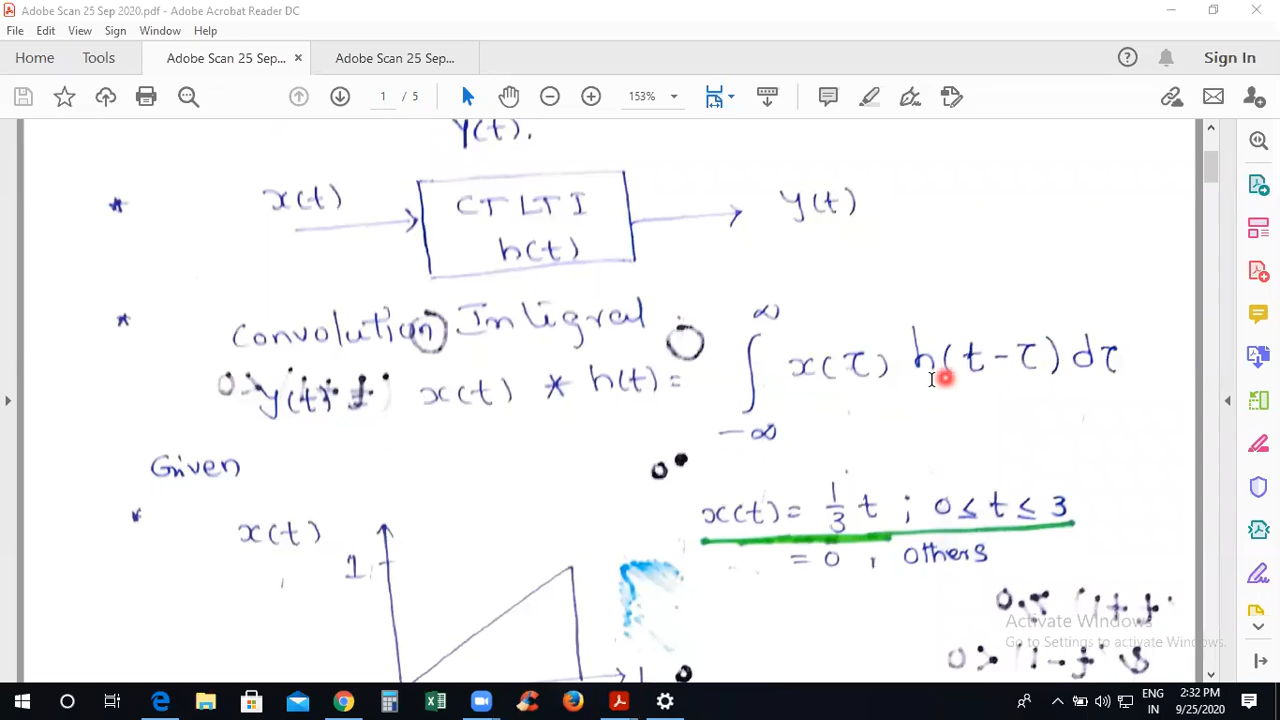 Adobe Scan 25 Sep 2020.pdf - Adobe Acrobat Reader DC
File Edit View Sign Window Help
Home Tools Adobe Scan 25 Sep... × Adobe Scan 25 Sep... Sign In
1 / 5 153%
y(t).
* x(t) CTLTI y(t)
h(t)
* Convolution Integral
y(t) = x(t) * h(t) = ∫_{-∞}^{∞} x(τ) h(t-τ) dτ
Given
* x(t) x(t) = 1/3 t ; 0 ≤ t ≤ 3
= 0 , others
1
Activate Windows
Go to Settings to activate Windows.
ENG 2:32 PM
IN 9/25/2020